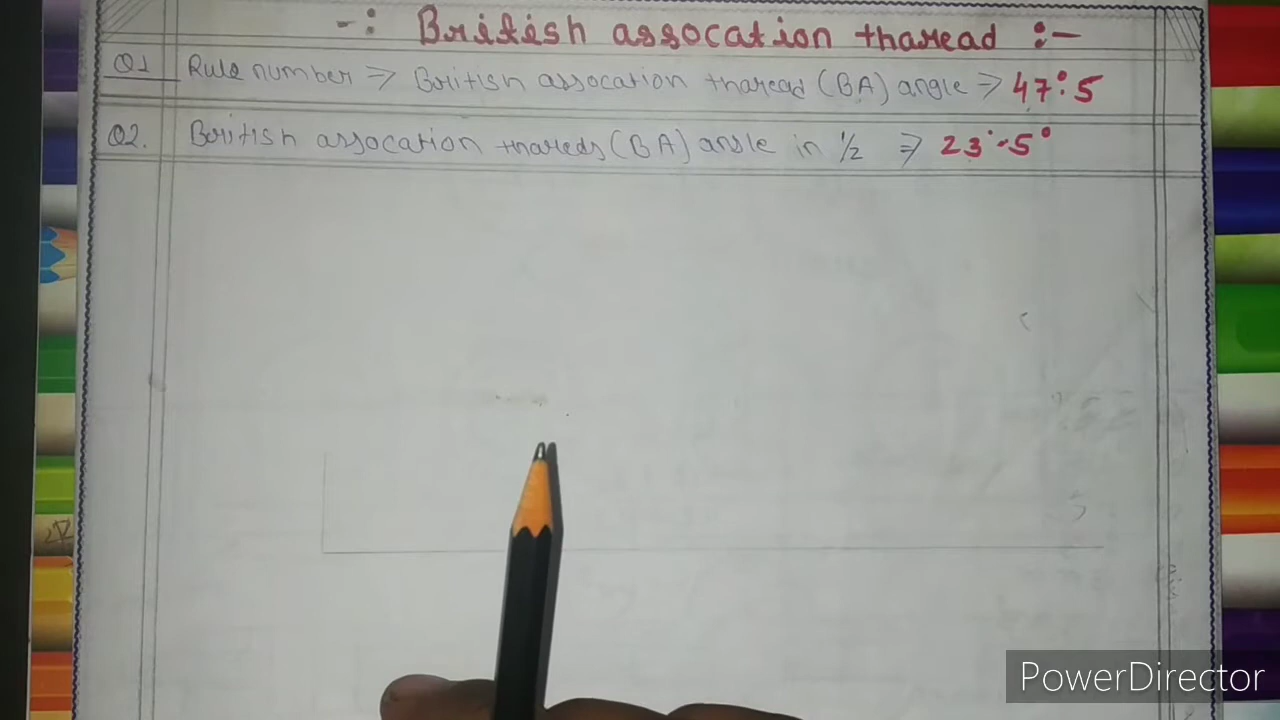 -: British assocation tharead :-
Q1 Rule number => British assocation tharead (BA) angle => 47°.5
Q2. British assocation thareds (BA) angle in 1/2 => 23°.5°
PowerDirector